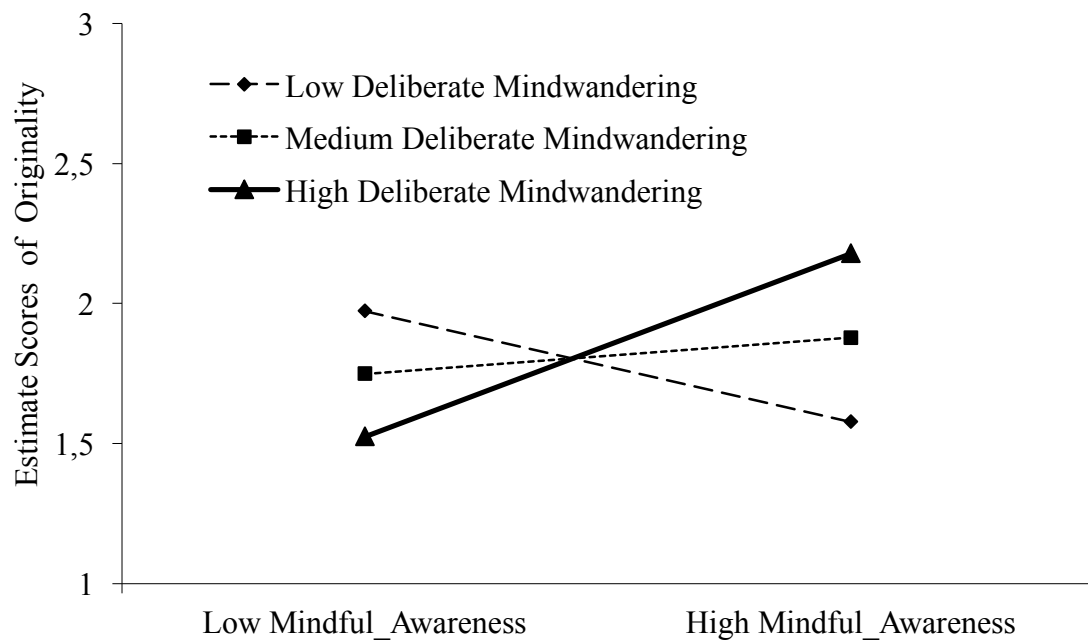 3
Low Deliberate Mindwandering
Medium Deliberate Mindwandering
2,5
High Deliberate Mindwandering
Estimate Scores of Originality
2
1,5
1
Low Mindful_Awareness
High Mindful_Awareness